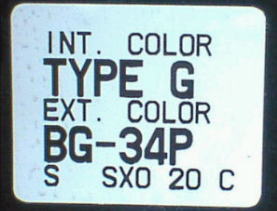 INT. COLOR
TYPE G
EXT. COLOR
BG-34P
S SXO 20 C